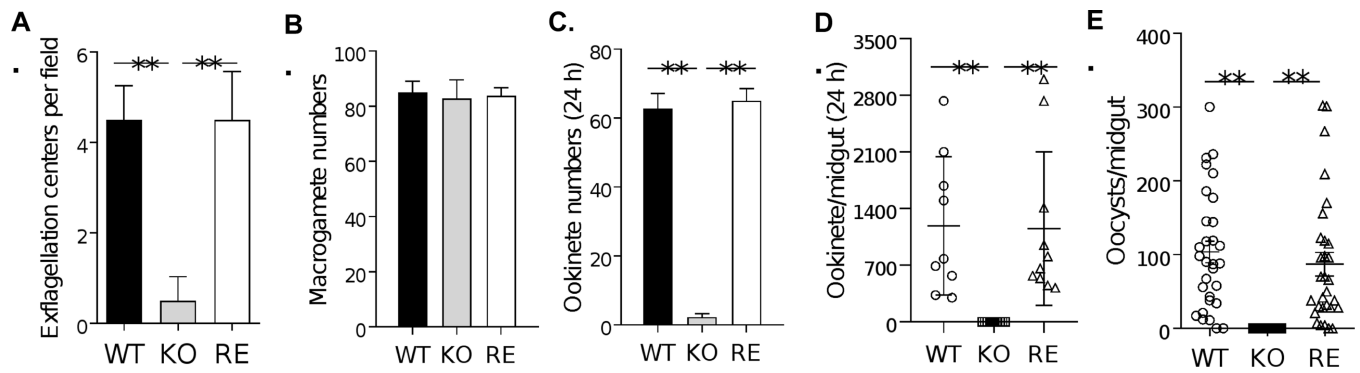 A
.
Exflagellation centers per field
6
4
2
0
** **
WT KO RE
B
.
Macrogamete numbers
100
80
60
40
20
0
WT KO RE
C.
Ookinete numbers (24 h)
80
60
40
20
0
** **
WT KO RE
D
.
Ookinete/midgut (24 h)
3500
2800
2100
1400
700
0
** **
WT KO RE
E
.
Oocysts/midgut
400
300
200
100
0
** **
WT KO RE